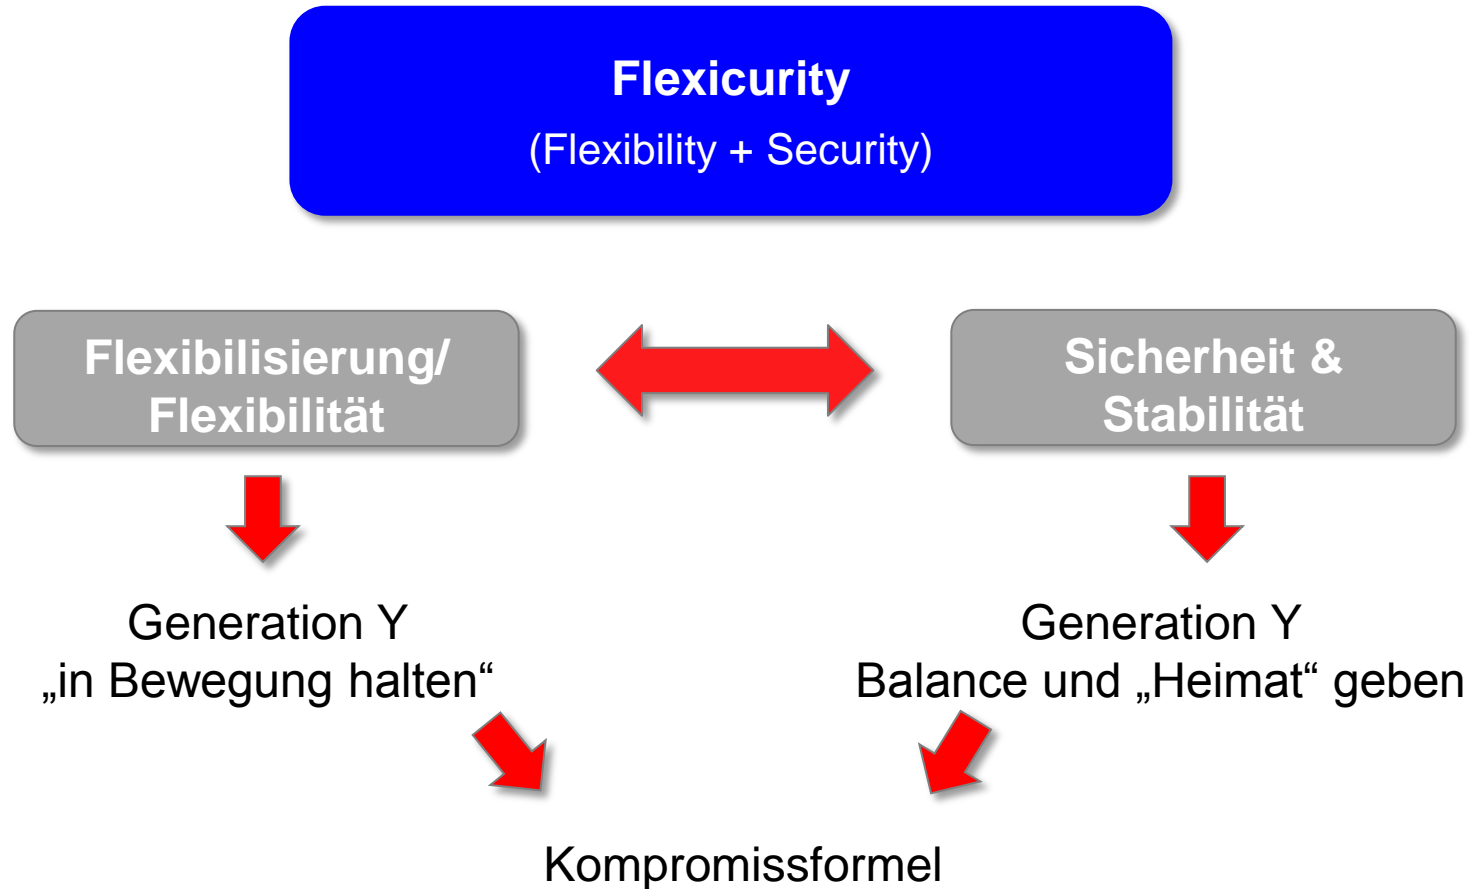 Flexicurity
(Flexibility + Security)
Flexibilisierung/
Flexibilität
Sicherheit &
Stabilität
Generation Y
„in Bewegung halten“
Generation Y
Balance und „Heimat“ geben
Kompromissformel